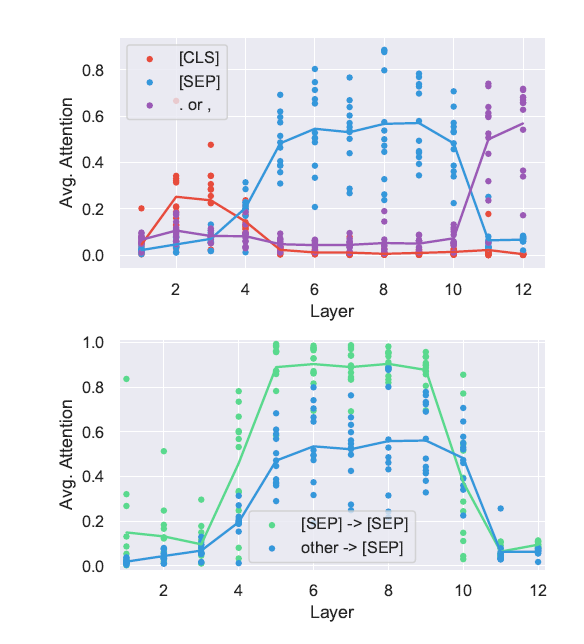 [CLS]
[SEP]
. or ,
Avg. Attention
0.8
0.6
0.4
0.2
0.0
2 4 6 8 10 12
Layer
Avg. Attention
1.0
0.8
0.6
0.4
0.2
0.0
[SEP] -> [SEP]
other -> [SEP]
2 4 6 8 10 12
Layer